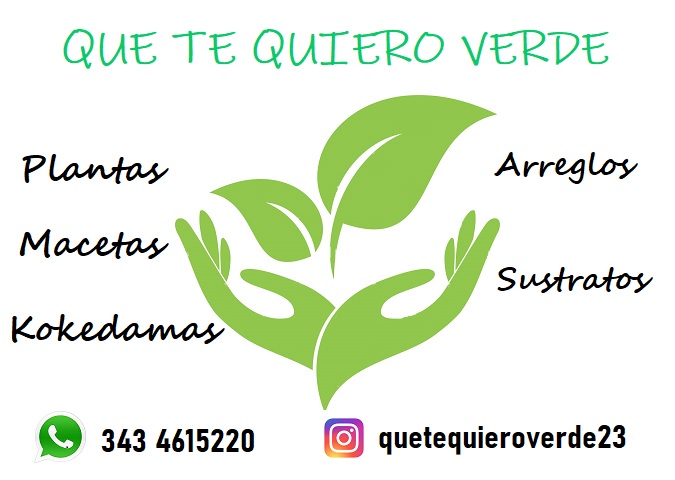 QUE TE QUIERO VERDE
Plantas
Macetas
Kokedamas
Arreglos
Sustratos
343 4615220
quetequieroverde23